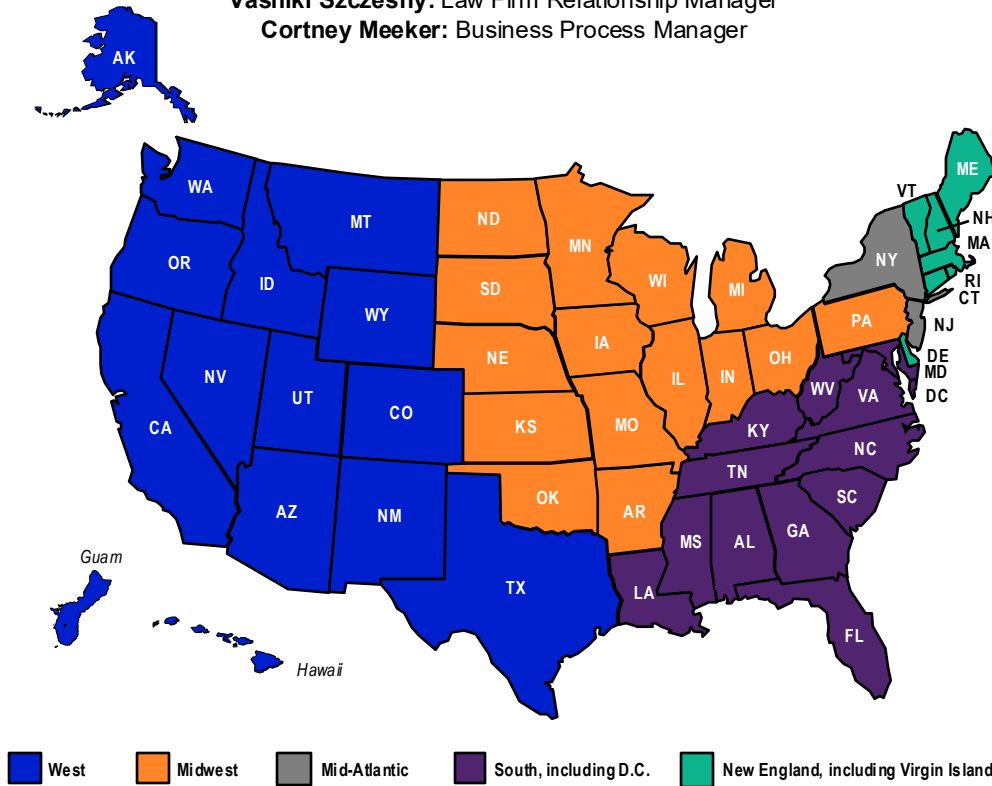 Vashiki Szczesny: Law Firm Relationship Manager
Cortney Meeker: Business Process Manager
AK
WA
MT
ND
MN
VT
ME
NH
MA
RI
CT
OR
ID
SD
WI
MI
NY
WY
PA
NJ
NE
IA
OH
DE
MD
DC
NV
UT
CO
IL
IN
WV
VA
CA
KS
MO
KY
NC
TN
AZ
NM
OK
AR
SC
MS
AL
GA
Guam
TX
LA
FL
Hawaii
West
Midwest
Mid-Atlantic
South, including D.C.
New England, including Virgin Island